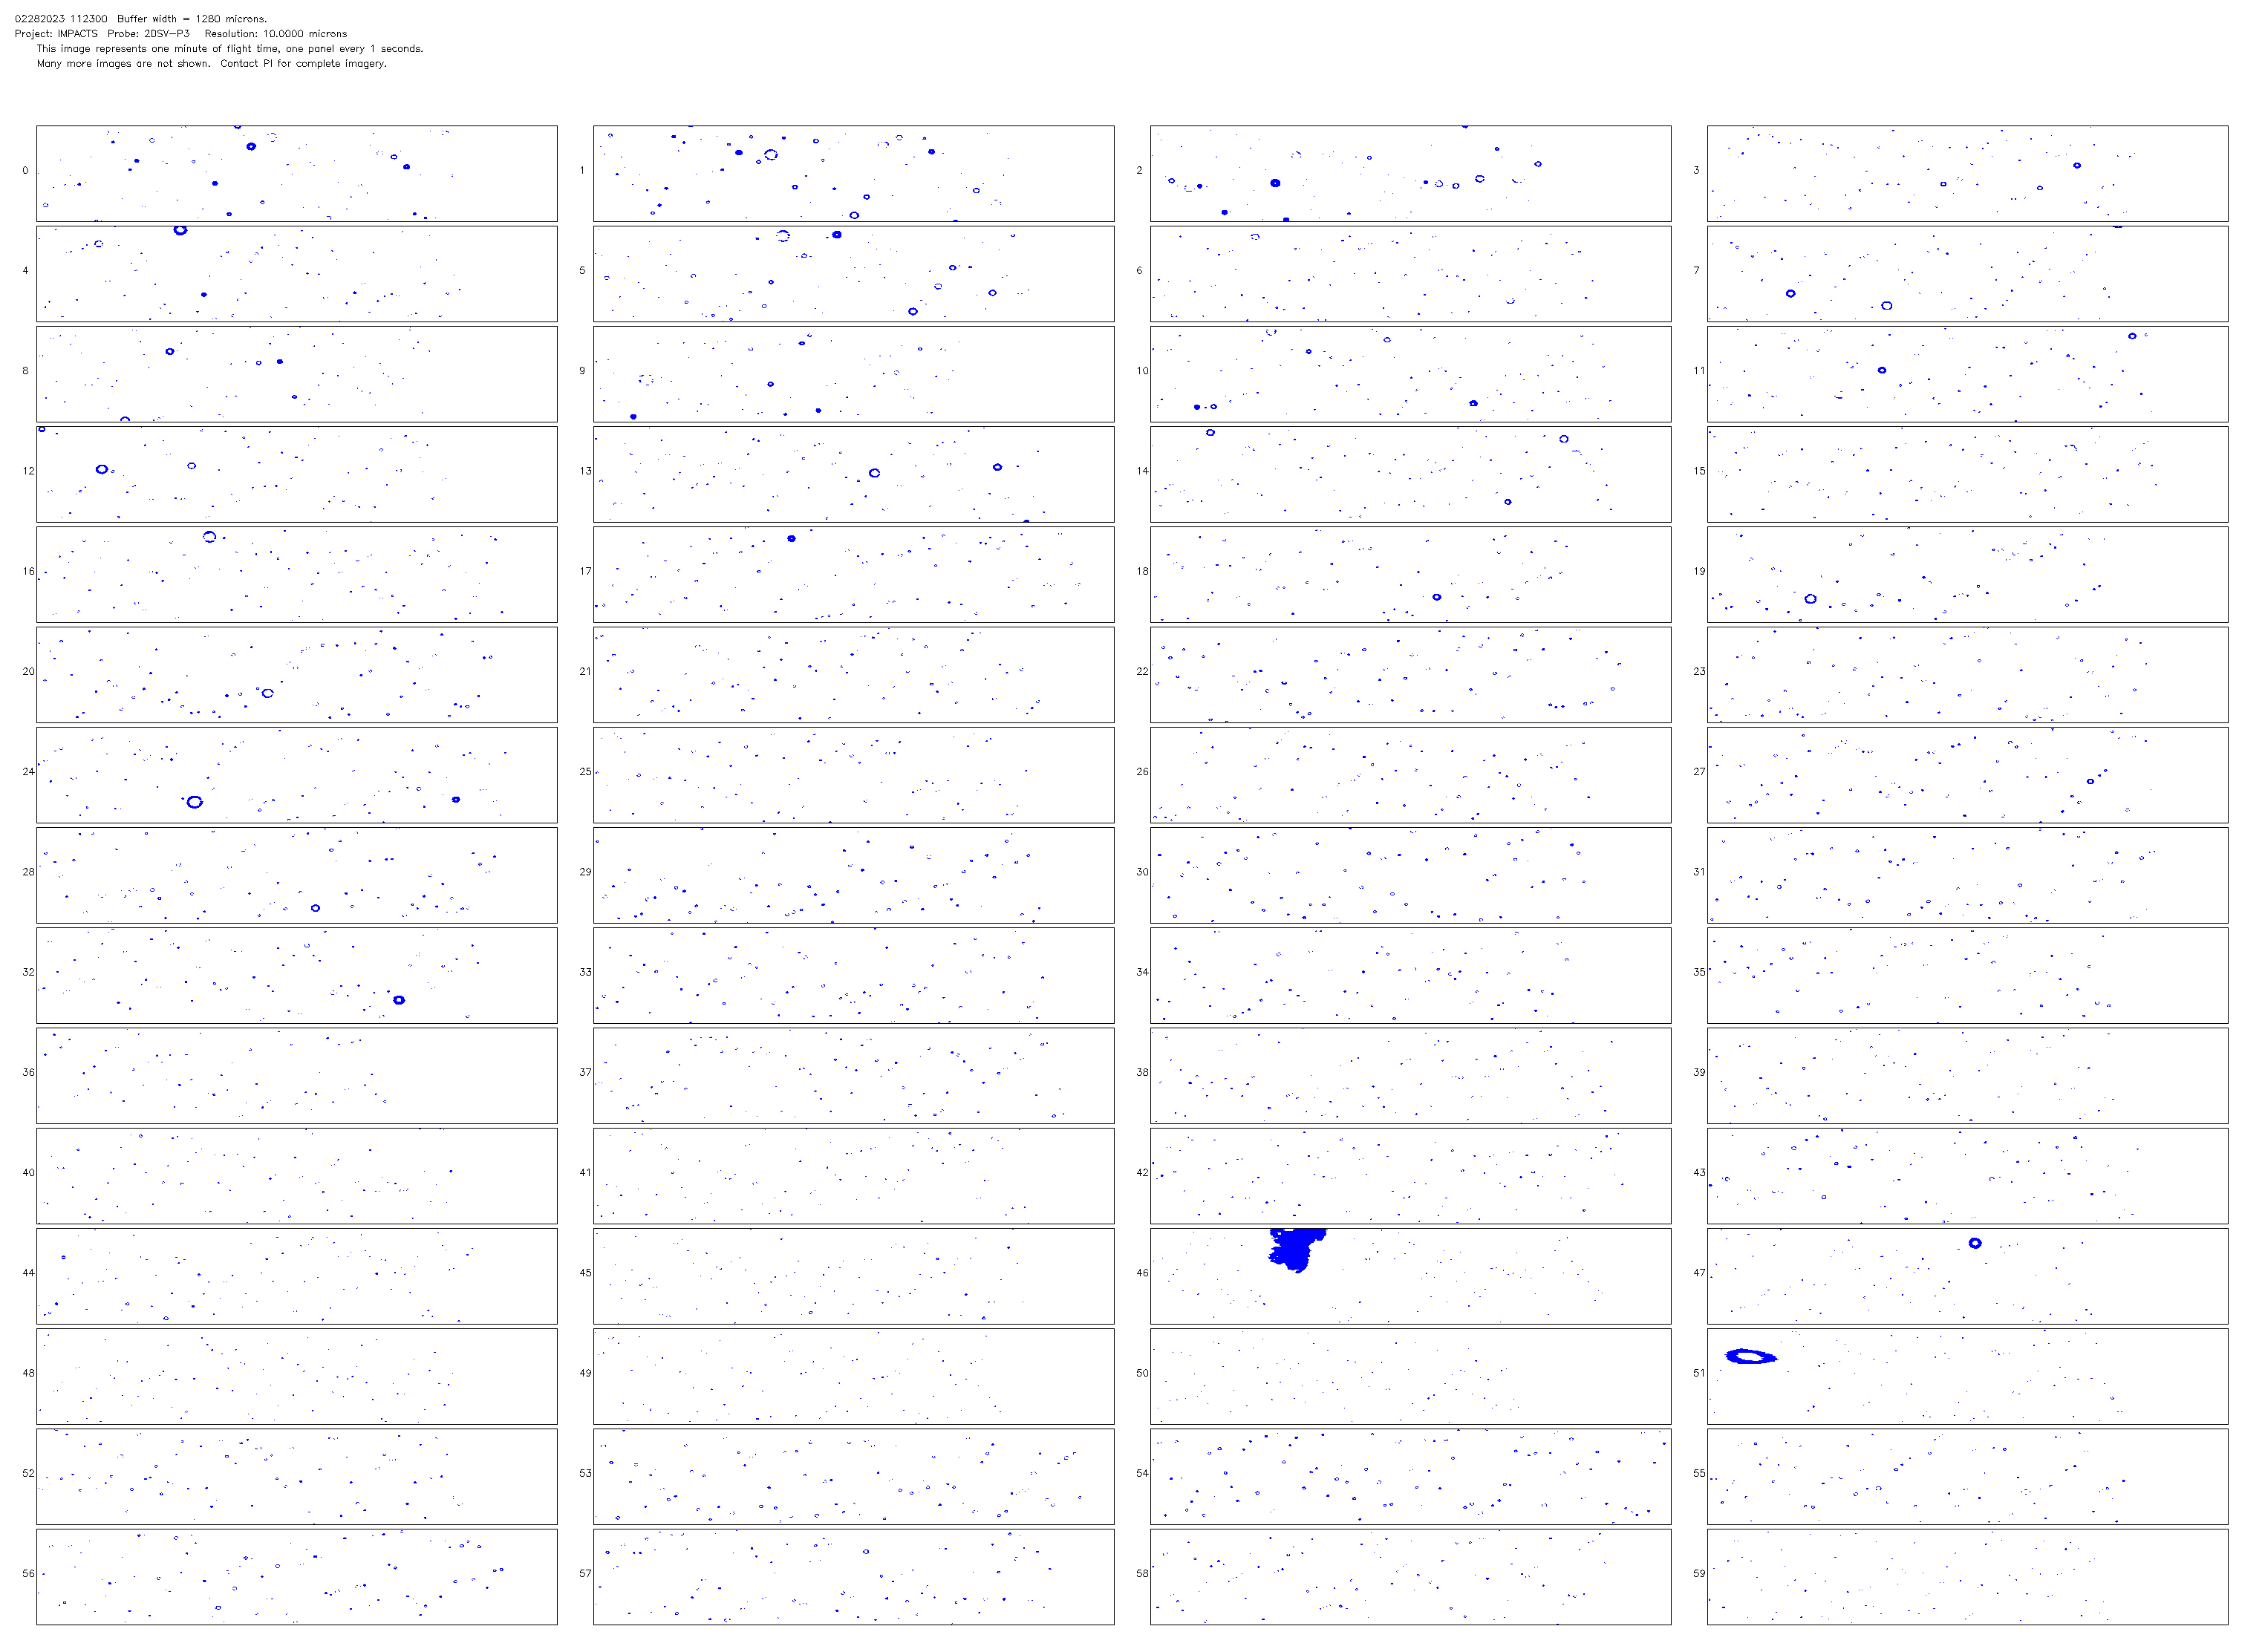 02282023 112300 Buffer width = 1280 microns.
Project: IMPACTS Probe: 2DSV-P3 Resolution: 10.0000 microns
This image represents one minute of flight time, one panel every 1 seconds.
Many more images are not shown. Contact PI for complete imagery.
0 1 2 3
4 5 6 7
8 9 10 11
12 13 14 15
16 17 18 19
20 21 22 23
24 25 26 27
28 29 30 31
32 33 34 35
36 37 38 39
40 41 42 43
44 45 46 47
48 49 50 51
52 53 54 55
56 57 58 59